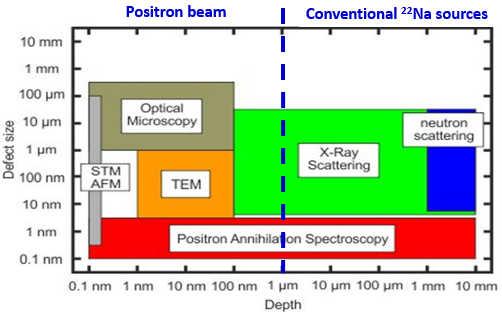 Positron beam
Conventional ²²Na sources
10 mm
1 mm
100 µm
10 µm
1 µm
100 nm
10 nm
1 nm
0.1 nm
Defect size
Optical
Microscopy
STM
AFM
TEM
X-Ray
Scattering
neutron
scattering
Positron Annihilation Spectroscopy
0.1 nm 1 nm 10 nm 100 nm 1 µm 10 µm 100 µm 1 mm 10 mm
Depth